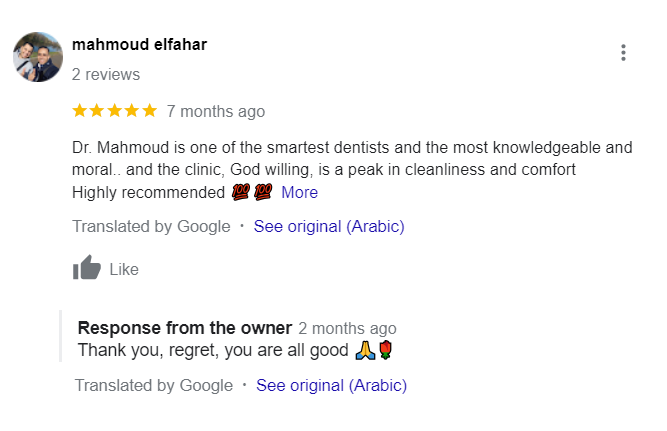 mahmoud elfahar
2 reviews
7 months ago
Dr. Mahmoud is one of the smartest dentists and the most knowledgeable and
moral.. and the clinic, God willing, is a peak in cleanliness and comfort
Highly recommended 💯 💯 More
Translated by Google · See original (Arabic)
Like
Response from the owner 2 months ago
Thank you, regret, you are all good 🙏🌹
Translated by Google · See original (Arabic)